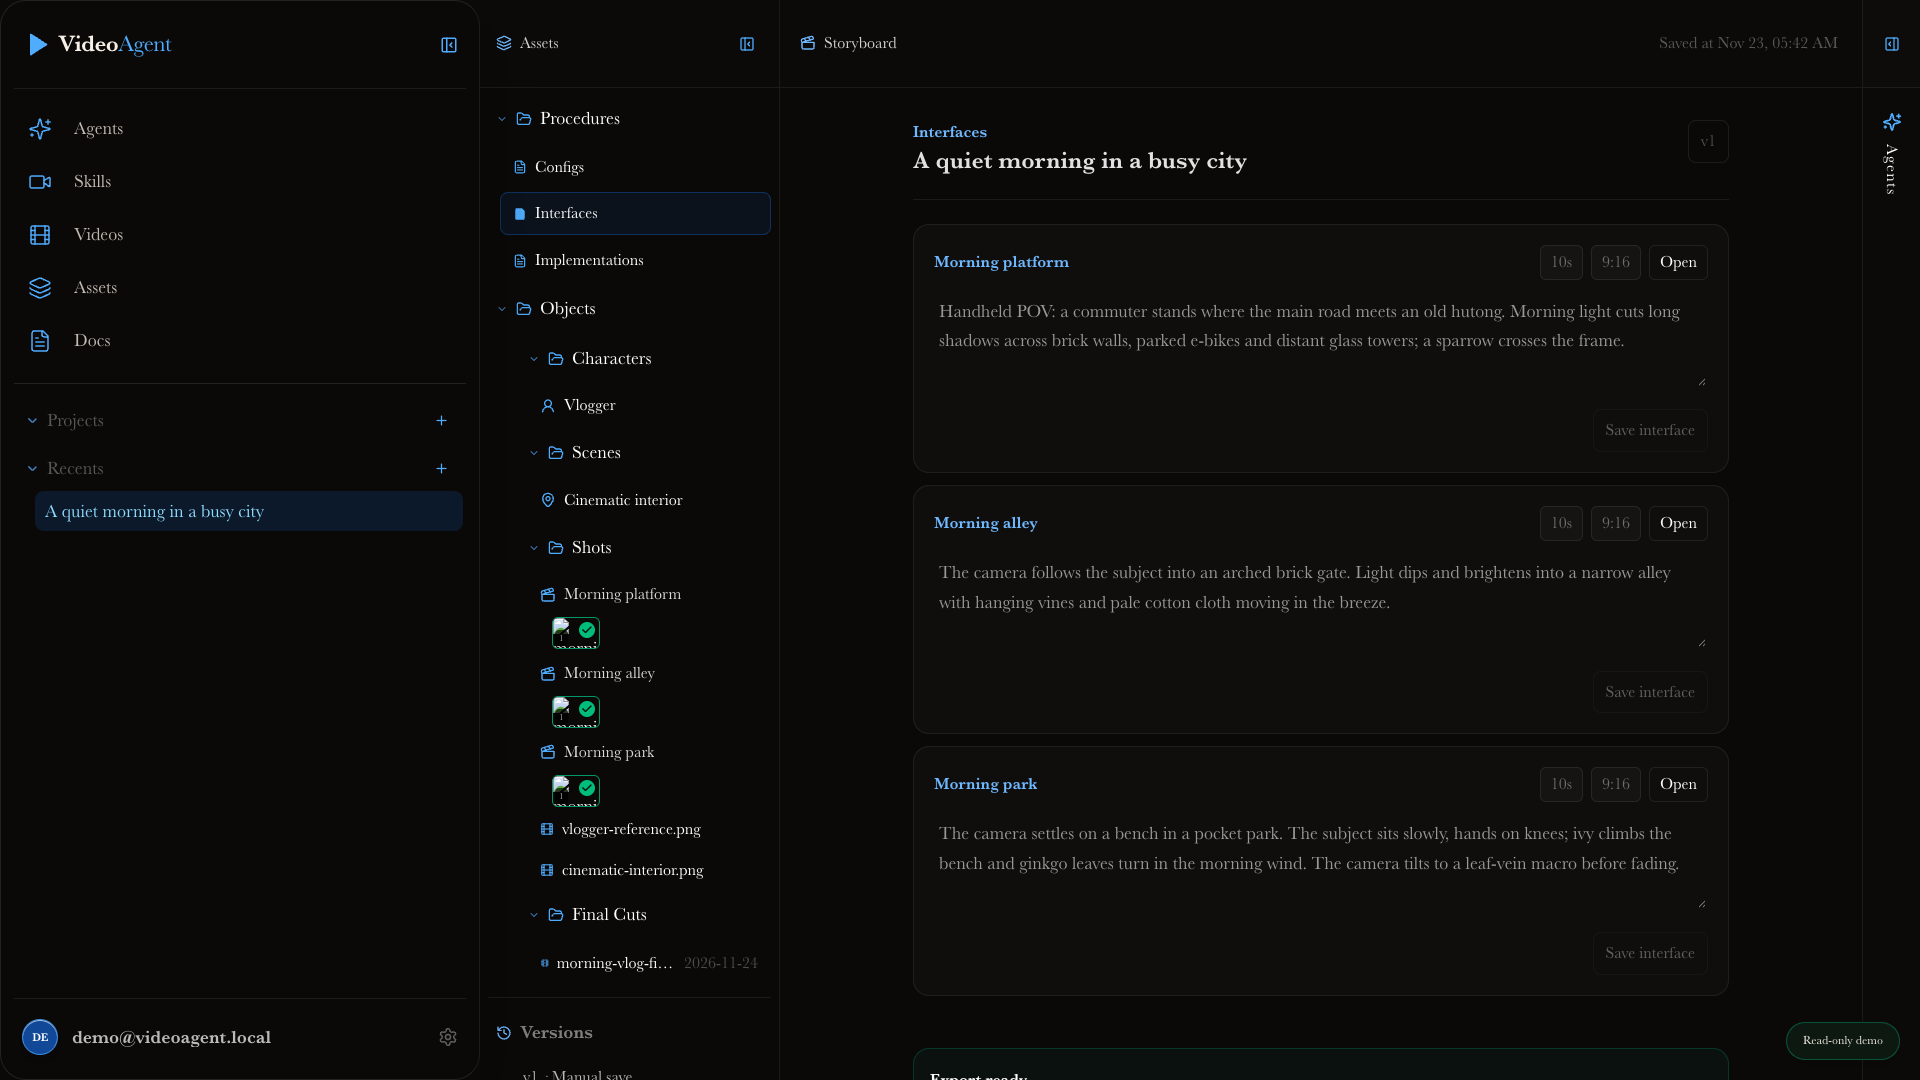 VideoAgent
Agents
Skills
Videos
Assets
Docs
Projects
Recents
A quiet morning in a busy city
DE
demo@videoagent.local
Assets
Procedures
Configs
Interfaces
Implementations
Objects
Characters
Vlogger
Scenes
Cinematic interior
Shots
Morning platform
1
Morning alley
1
Morning park
1
vlogger-reference.png
cinematic-interior.png
Final Cuts
morning-vlog-fi… 2026-11-24
Versions
v1 · Manual save
Storyboard
Saved at Nov 23, 05:42 AM
Interfaces
A quiet morning in a busy city
v1
Morning platform
10s
9:16
Open
Handheld POV: a commuter stands where the main road meets an old hutong. Morning light cuts long
shadows across brick walls, parked e-bikes and distant glass towers; a sparrow crosses the frame.
Save interface
Morning alley
10s
9:16
Open
The camera follows the subject into an arched brick gate. Light dips and brightens into a narrow alley
with hanging vines and pale cotton cloth moving in the breeze.
Save interface
Morning park
10s
9:16
Open
The camera settles on a bench in a pocket park. The subject sits slowly, hands on knees; ivy climbs the
bench and ginkgo leaves turn in the morning wind. The camera tilts to a leaf-vein macro before fading.
Save interface
Export ready
Agents
Read-only demo